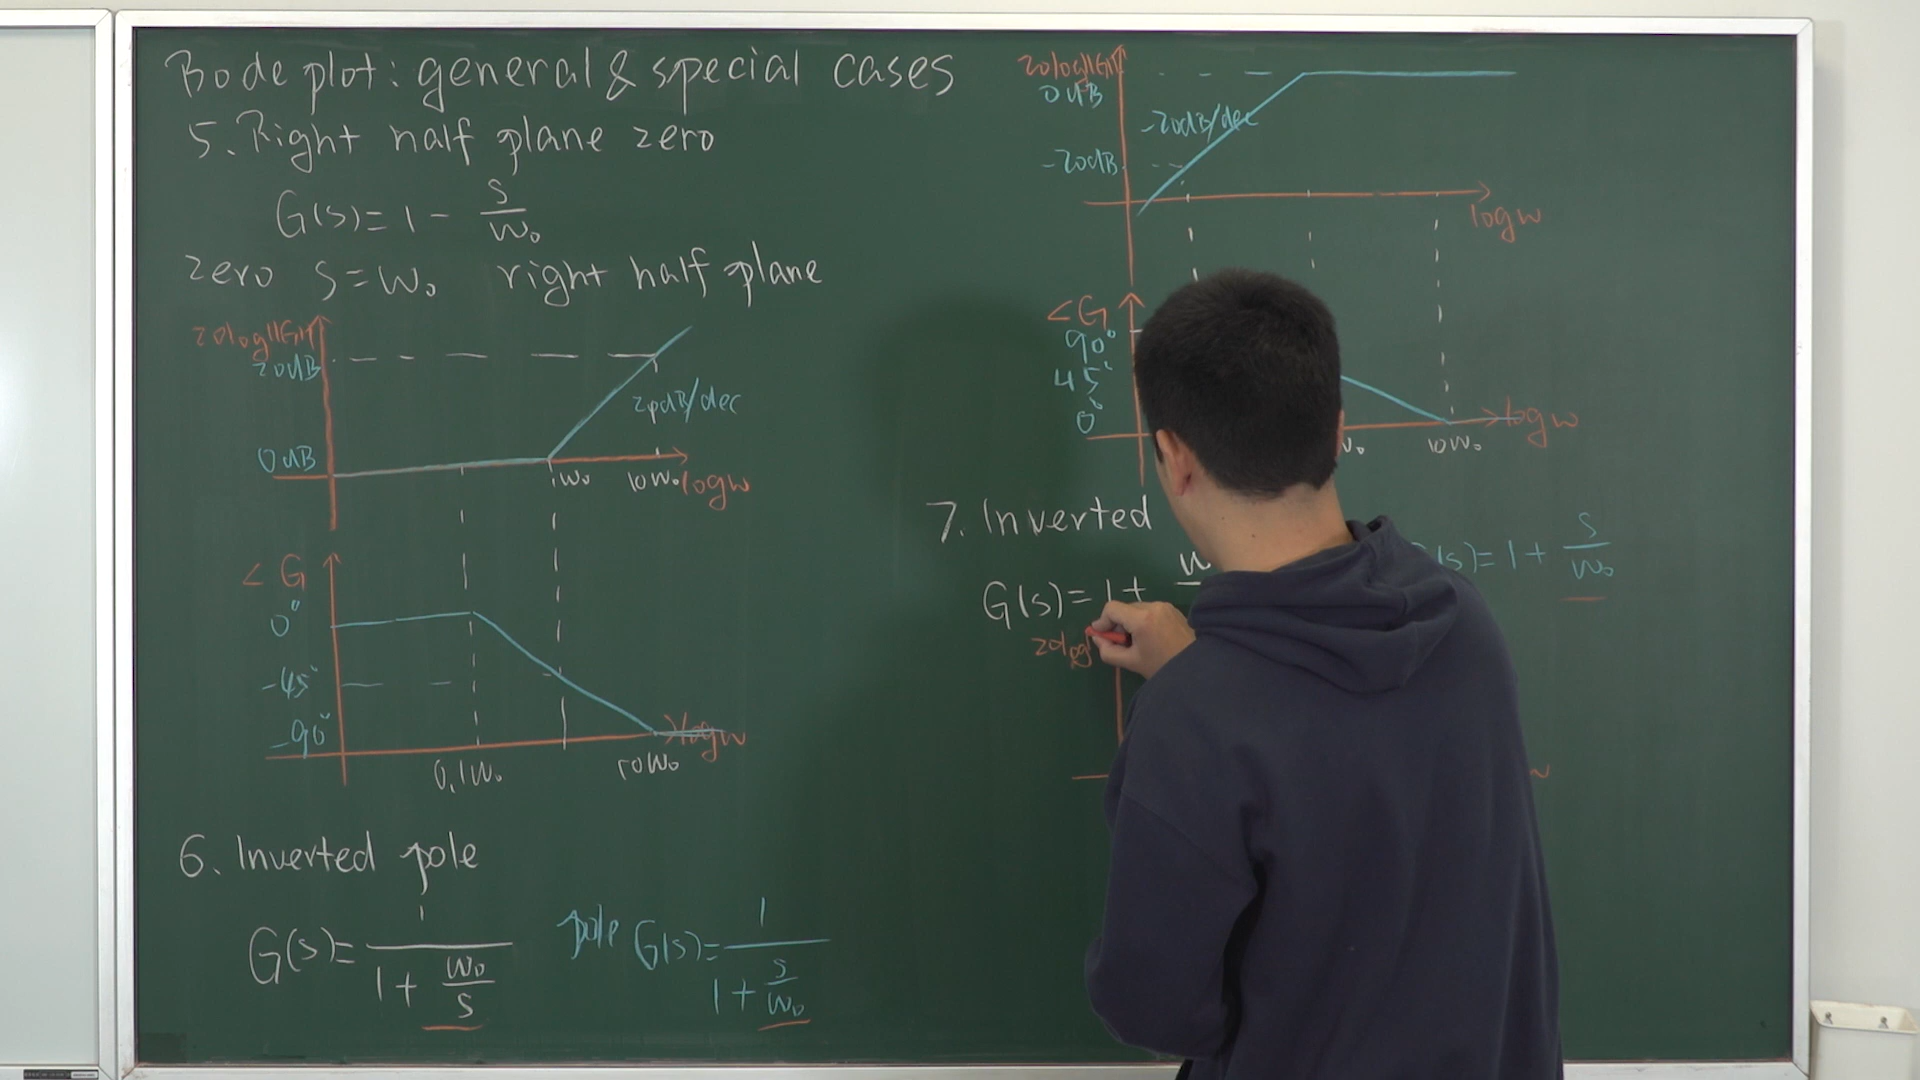 Bode plot: general & special cases
5. Right half plane zero
G(s)= 1 - s/w₀
zero s=w₀ right half plane
20log||G||
20dB
20dB/dec
0dB
w₀ 10w₀ logw
<G
0°
-45°
-90°
logw
0.1w₀ 10w₀
6. Inverted pole
G(s)= 1/(1+ w₀/s) pole G(s)= 1/(1+ s/w₀)
20log||G||
0dB
-20dB/dec
-20dB
logw
<G
90°
45°
0°
logw
w₀ 10w₀
7. Inverted
G(s)=1+ s/w₀
G(s)= 1+ w
20log